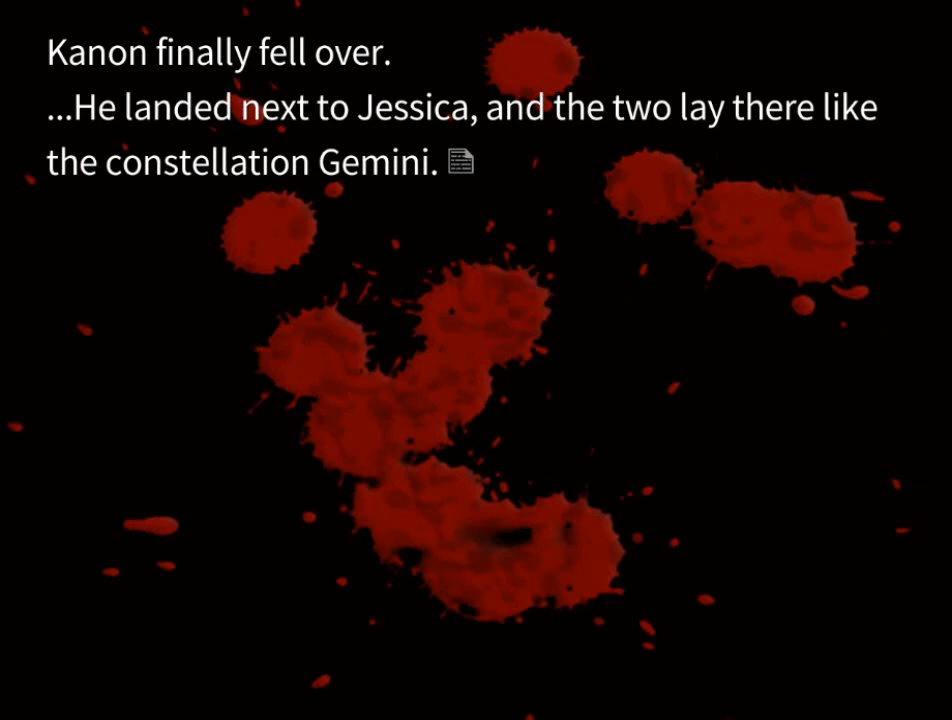 Kanon finally fell over.
...He landed next to Jessica, and the two lay there like
the constellation Gemini.